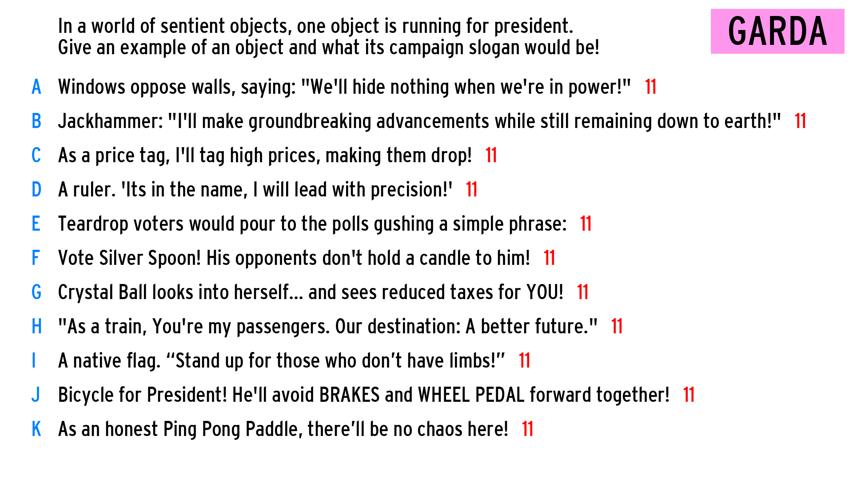 In a world of sentient objects, one object is running for president.
Give an example of an object and what its campaign slogan would be!
GARDA
A Windows oppose walls, saying: "We'll hide nothing when we're in power!" 11
B Jackhammer: "I'll make groundbreaking advancements while still remaining down to earth!" 11
C As a price tag, I'll tag high prices, making them drop! 11
D A ruler. 'Its in the name, I will lead with precision!' 11
E Teardrop voters would pour to the polls gushing a simple phrase: 11
F Vote Silver Spoon! His opponents don't hold a candle to him! 11
G Crystal Ball looks into herself... and sees reduced taxes for YOU! 11
H "As a train, You're my passengers. Our destination: A better future." 11
I A native flag. “Stand up for those who don’t have limbs!” 11
J Bicycle for President! He'll avoid BRAKES and WHEEL PEDAL forward together! 11
K As an honest Ping Pong Paddle, there’ll be no chaos here! 11